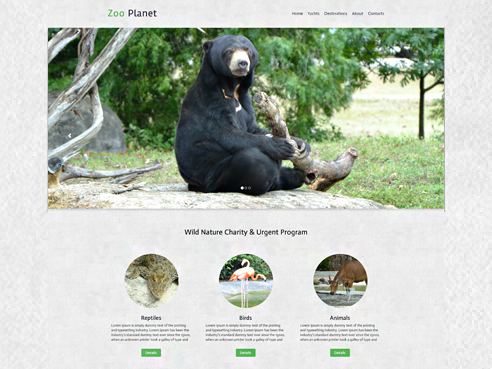 Zoo Planet
Home Yachts Destinations About Contacts
Wild Nature Charity & Urgent Program
Reptiles
Birds
Animals
Lorem Ipsum is simply dummy text of the printing
and typesetting industry. Lorem Ipsum has been the
industry's standard dummy text ever since the 1500s,
when an unknown printer took a galley of type and
Lorem Ipsum is simply dummy text of the printing
and typesetting industry. Lorem Ipsum has been the
industry's standard dummy text ever since the 1500s,
when an unknown printer took a galley of type and
Lorem Ipsum is simply dummy text of the printing
and typesetting industry. Lorem Ipsum has been the
industry's standard dummy text ever since the 1500s,
when an unknown printer took a galley of type and
Details
Details
Details